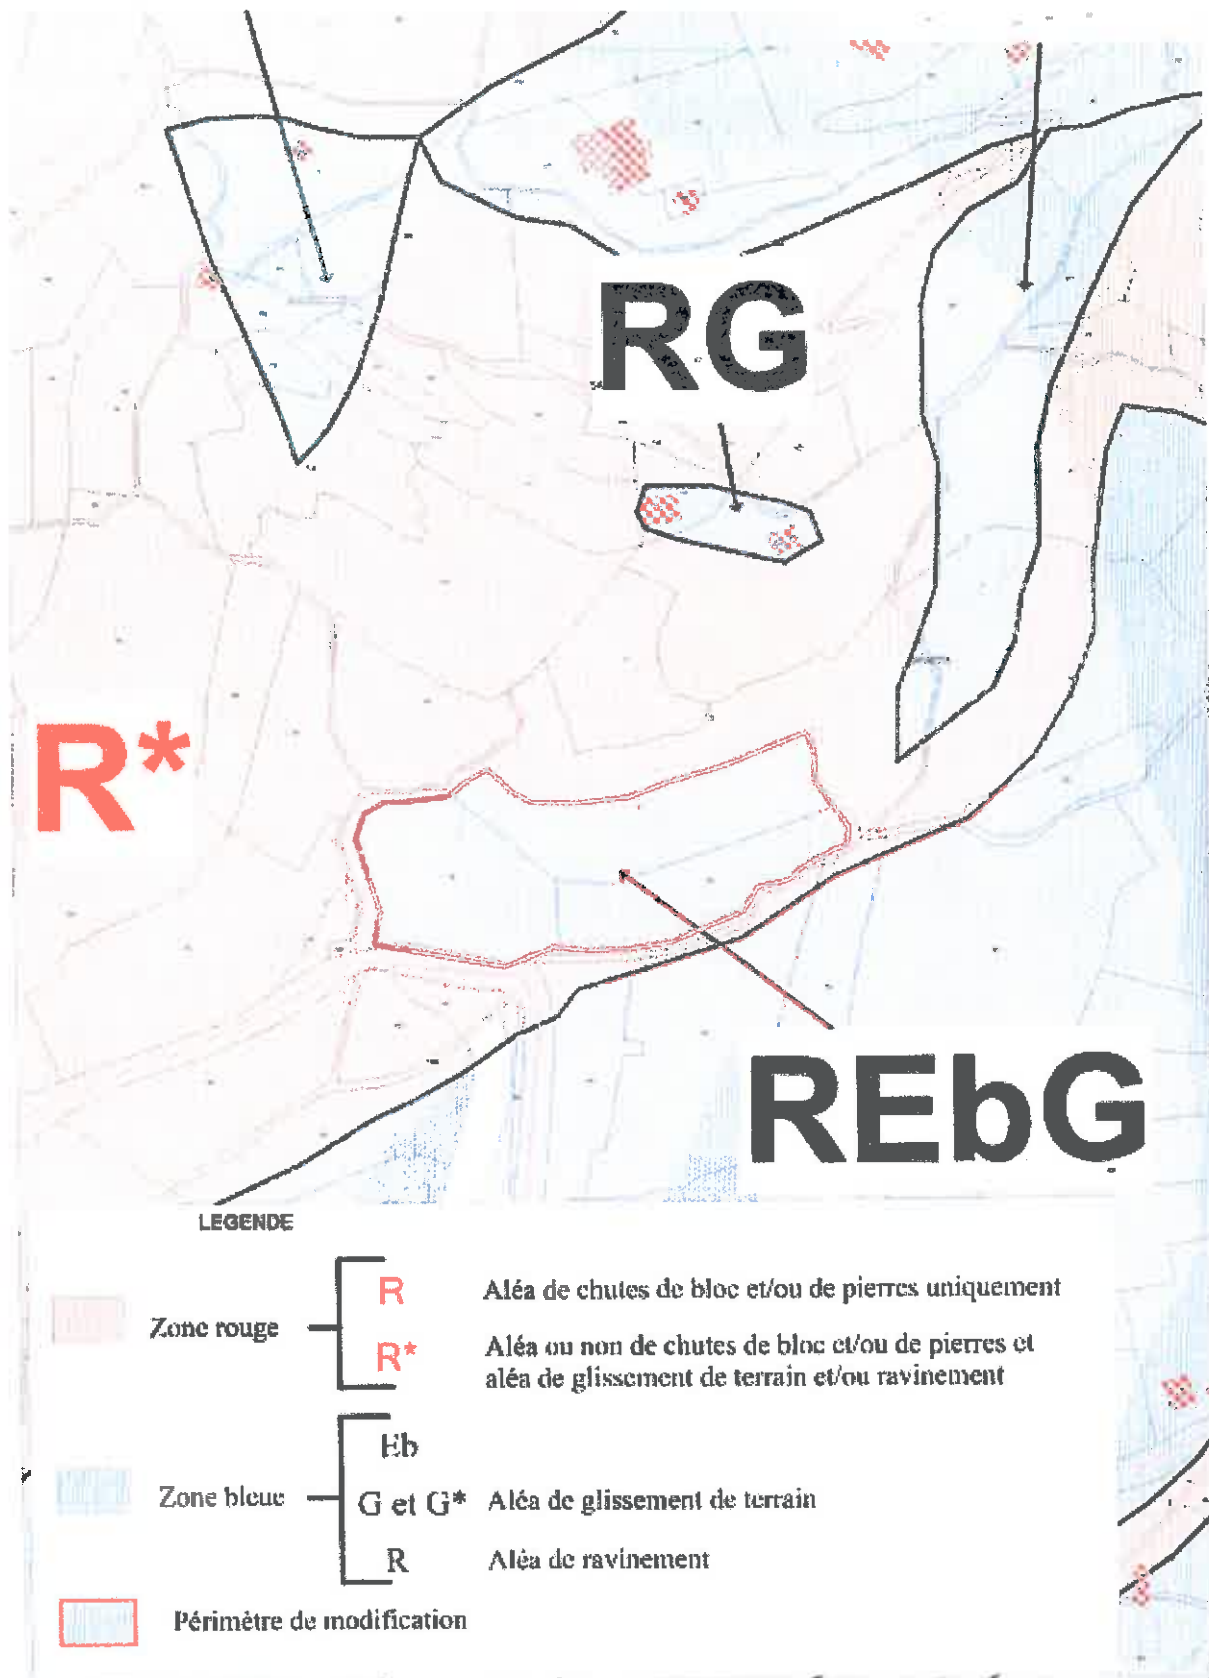 RG
R*
REbG
LEGENDE
Zone rouge
R Aléa de chutes de bloc et/ou de pierres uniquement
R* Aléa ou non de chutes de bloc et/ou de pierres et
aléa de glissement de terrain et/ou ravinement
Zone bleue
Eb
G et G* Aléa de glissement de terrain
R Aléa de ravinement
Périmètre de modification